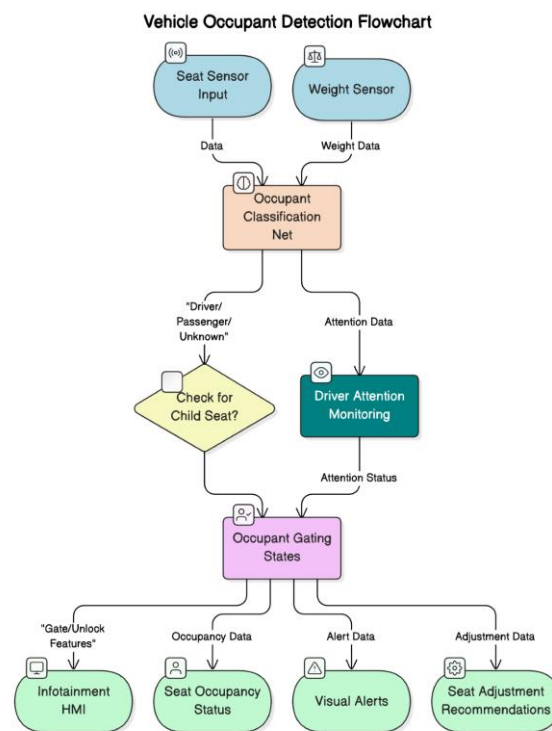 Vehicle Occupant Detection Flowchart
Seat Sensor
Input
Weight Sensor
Data
Weight Data
Occupant
Classification
Net
"Driver/
Passenger/
Unknown"
Attention Data
Check for
Child Seat?
Driver Attention
Monitoring
Attention Status
Occupant Gating
States
"Gate/Unlock
Features"
Occupancy Data
Alert Data
Adjustment Data
Infotainment
HMI
Seat Occupancy
Status
Visual Alerts
Seat Adjustment
Recommendations